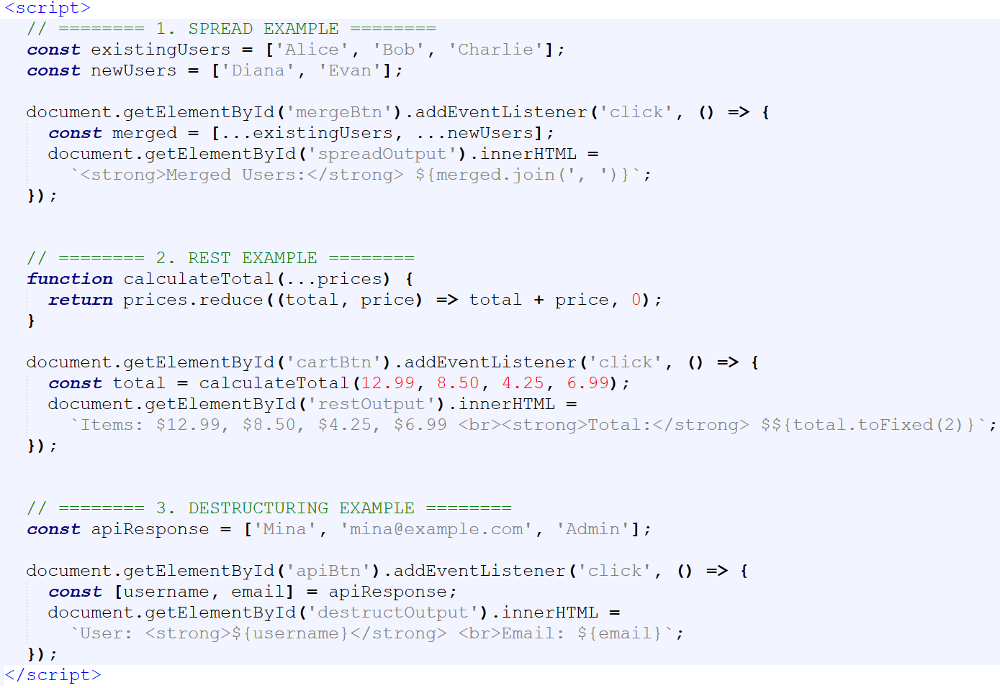 <script>
// ======== 1. SPREAD EXAMPLE ========
const existingUsers = ['Alice', 'Bob', 'Charlie'];
const newUsers = ['Diana', 'Evan'];
document.getElementById('mergeBtn').addEventListener('click', () => {
const merged = [...existingUsers, ...newUsers];
document.getElementById('spreadOutput').innerHTML =
`<strong>Merged Users:</strong> ${merged.join(', ')}`;
});
// ======== 2. REST EXAMPLE ========
function calculateTotal(...prices) {
return prices.reduce((total, price) => total + price, 0);
}
document.getElementById('cartBtn').addEventListener('click', () => {
const total = calculateTotal(12.99, 8.50, 4.25, 6.99);
document.getElementById('restOutput').innerHTML =
`Items: $12.99, $8.50, $4.25, $6.99 <br><strong>Total:</strong> $${total.toFixed(2)}`;
});
// ======== 3. DESTRUCTURING EXAMPLE ========
const apiResponse = ['Mina', 'mina@example.com', 'Admin'];
document.getElementById('apiBtn').addEventListener('click', () => {
const [username, email] = apiResponse;
document.getElementById('destructOutput').innerHTML =
`User: <strong>${username}</strong> <br>Email: ${email}`;
});
</script>